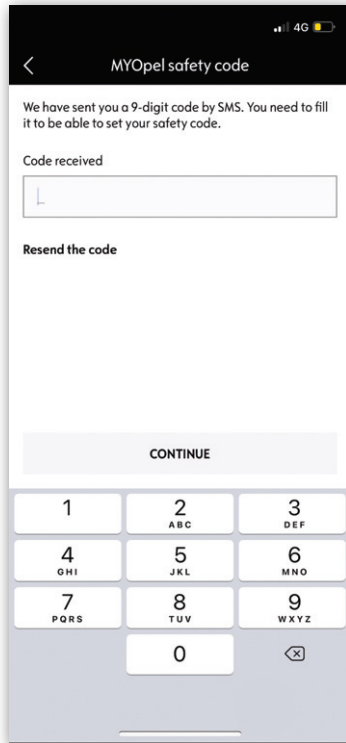 4G
MYOpel safety code
We have sent you a 9-digit code by SMS. You need to fill
it to be able to set your safety code.
Code received
Resend the code
CONTINUE
1 2 3
ABC DEF
4 5 6
GHI JKL MNO
7 8 9
PQRS TUV WXYZ
0